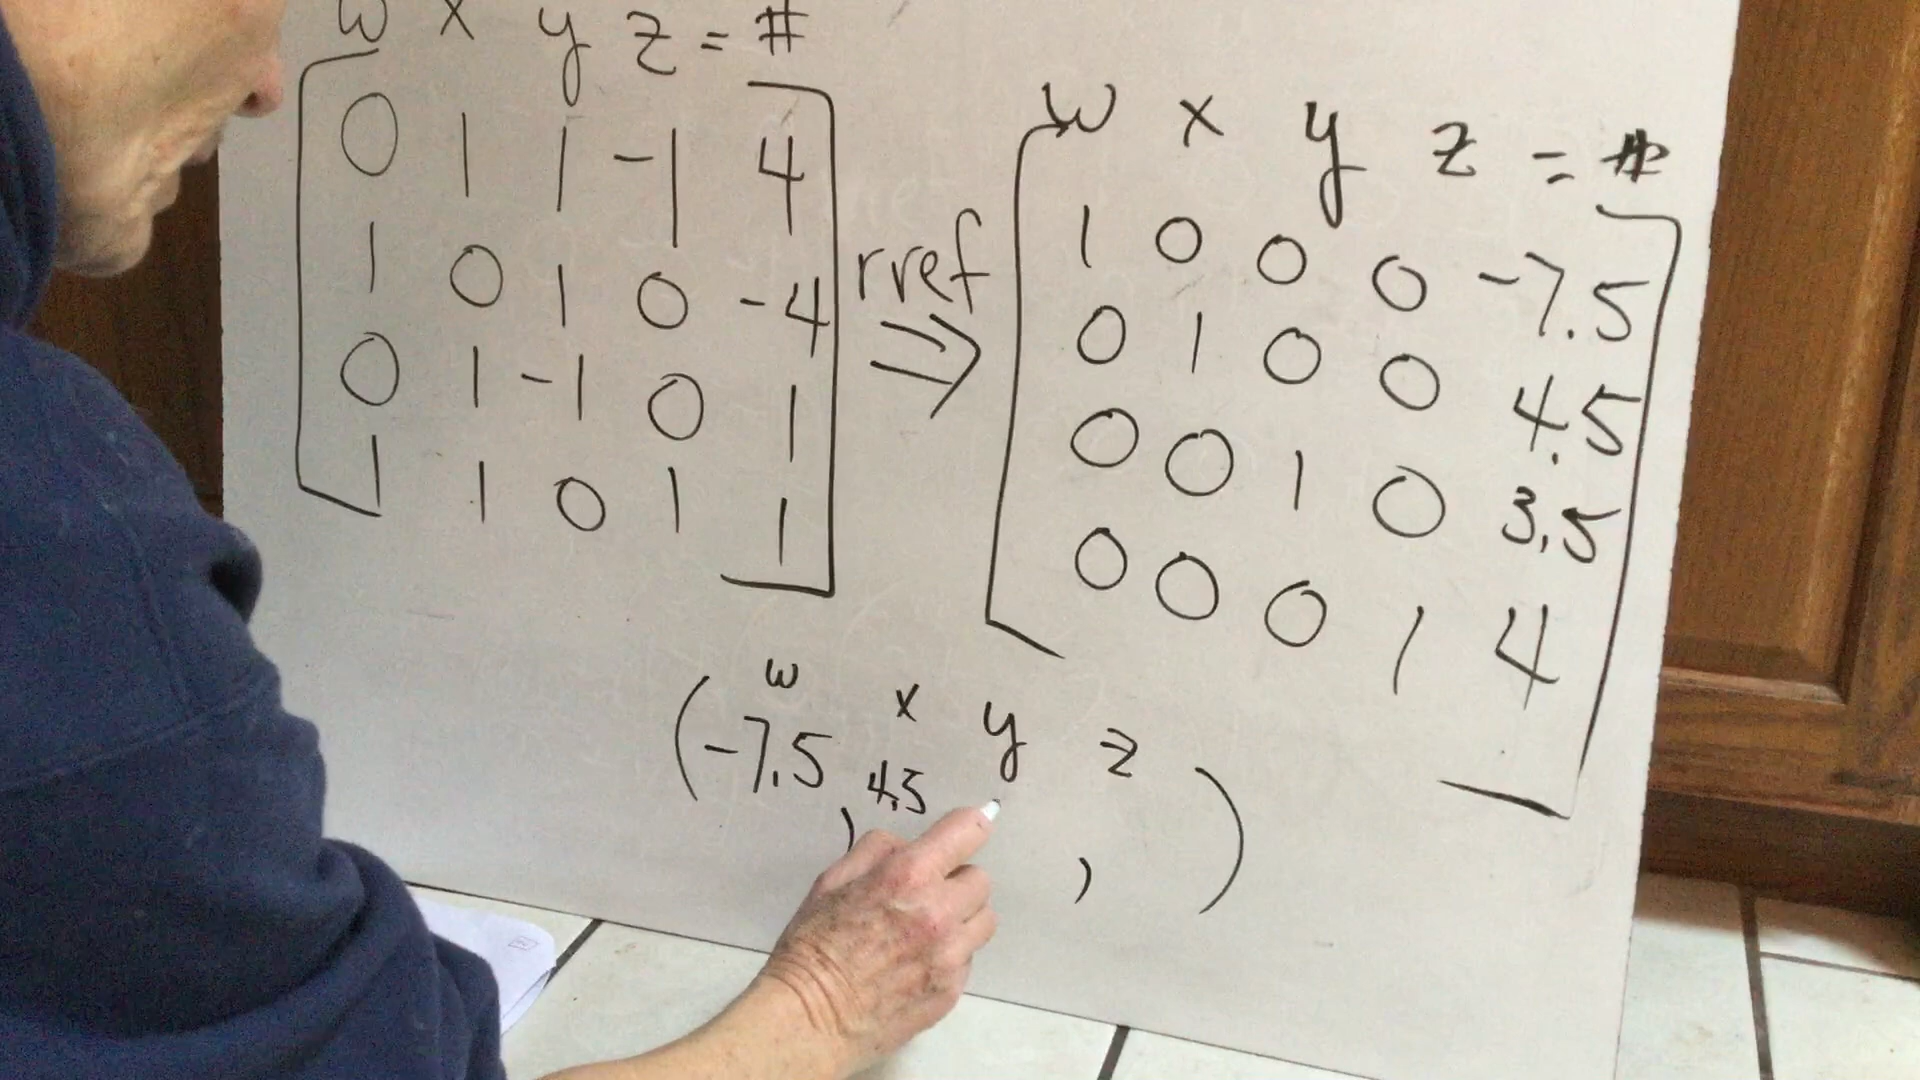 w x y z = #
0 1 1 -1 4
1 0 1 0 -4
0 1 -1 0 1
1 1 0 1 1
rref
w x y z = #
1 0 0 0 -7.5
0 1 0 0 4.5
0 0 1 0 3.5
0 0 0 1 4
w x y z
(-7.5, 4.5 , )